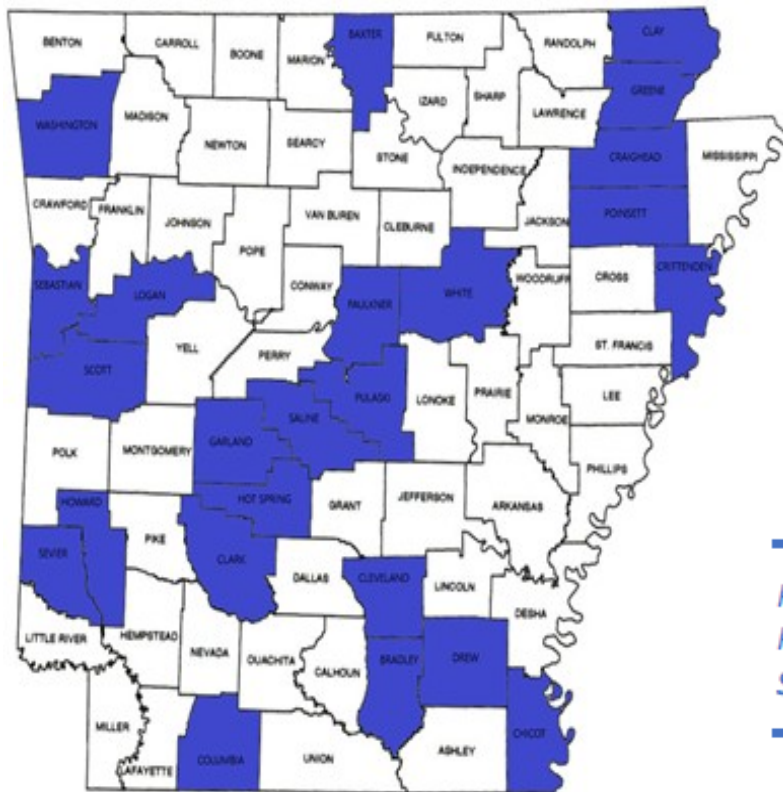 BENTON
CARROLL
BOONE
MARION
BAXTER
FULTON
RANDOLPH
CLAY
GREENE
WASHINGTON
MADISON
NEWTON
SEARCY
STONE
IZARD
SHARP
LAWRENCE
CRAIGHEAD
MISSISSIPPI
INDEPENDENCE
POINSETT
CRAWFORD
FRANKLIN
JOHNSON
POPE
VAN BUREN
CLEBURNE
JACKSON
SEBASTIAN
LOGAN
CONWAY
FAULKNER
WHITE
WOODRUFF
CROSS
CRITTENDEN
YELL
PERRY
ST. FRANCIS
SCOTT
PULASKI
LONOKE
PRAIRIE
LEE
SALINE
GARLAND
MONROE
POLK
MONTGOMERY
PHILLIPS
HOWARD
HOT SPRING
GRANT
JEFFERSON
ARKANSAS
SEVIER
PIKE
CLARK
DALLAS
CLEVELAND
LINCOLN
DESHA
LITTLE RIVER
HEMPSTEAD
NEVADA
OUACHITA
CALHOUN
BRADLEY
DREW
MILLER
LAFAYETTE
COLUMBIA
UNION
ASHLEY
CHICOT